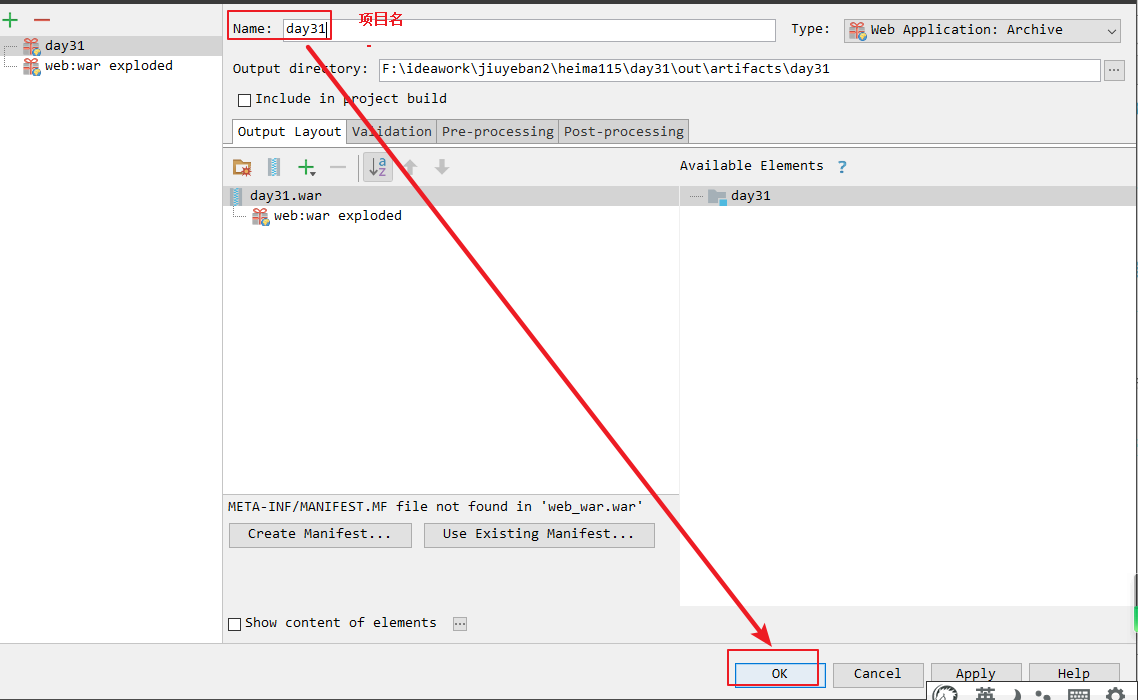 day31
web:war exploded
Name: day31 项目名
Type: Web Application: Archive
Output directory: F:\ideawork\jiuyeban2\heima115\day31\out\artifacts\day31
Include in project build
Output Layout Validation Pre-processing Post-processing
Available Elements ?
day31.war
web:war exploded
day31
META-INF/MANIFEST.MF file not found in 'web_war.war'
Create Manifest... Use Existing Manifest...
Show content of elements
OK Cancel Apply Help
英